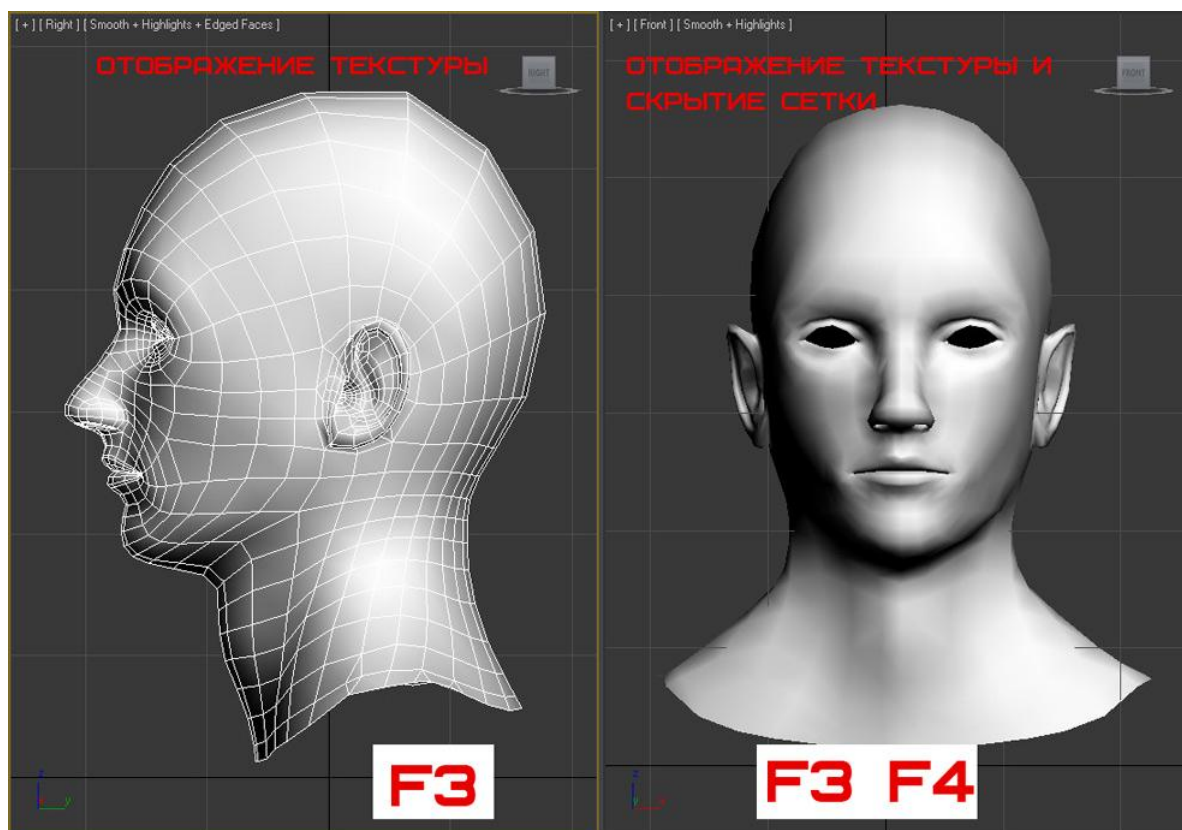 [ + ] [ Right ] [ Smooth + Highlights + Edged Faces ]
ОТОБРАЖЕНИЕ ТЕКСТУРЫ
RIGHT
z
y
F3
[ + ] [ Front ] [ Smooth + Highlights ]
ОТОБРАЖЕНИЕ ТЕКСТУРЫ И
СКРЫТИЕ СЕТКИ
FRONT
z
F3 F4